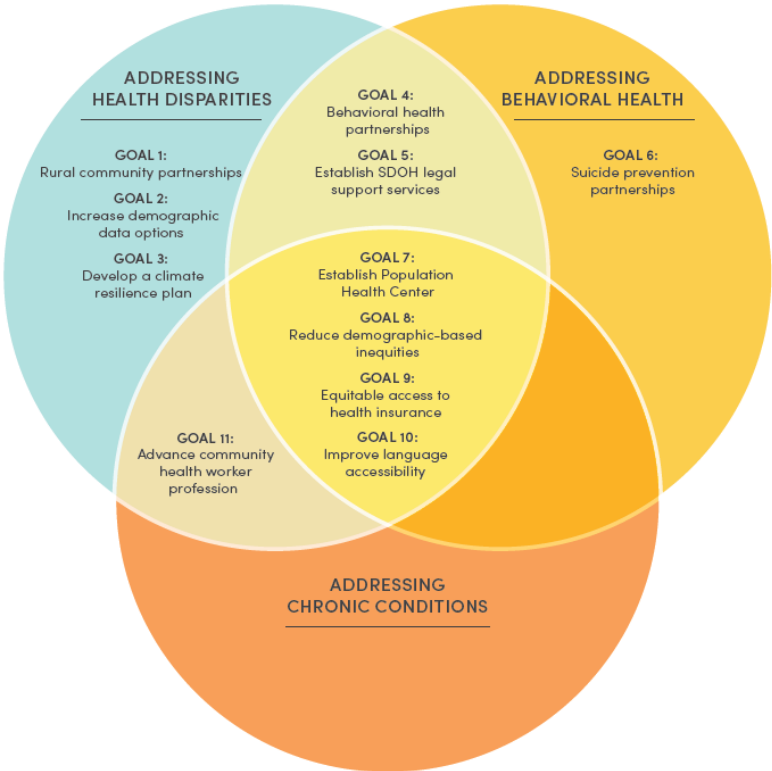 ADDRESSING
HEALTH DISPARITIES
GOAL 1:
Rural community partnerships
GOAL 2:
Increase demographic
data options
GOAL 3:
Develop a climate
resilience plan
GOAL 4:
Behavioral health
partnerships
GOAL 5:
Establish SDOH legal
support services
ADDRESSING
BEHAVIORAL HEALTH
GOAL 6:
Suicide prevention
partnerships
GOAL 7:
Establish Population
Health Center
GOAL 8:
Reduce demographic-based
inequities
GOAL 9:
Equitable access to
health insurance
GOAL 10:
Improve language
accessibility
GOAL 11:
Advance community
health worker
profession
ADDRESSING
CHRONIC CONDITIONS